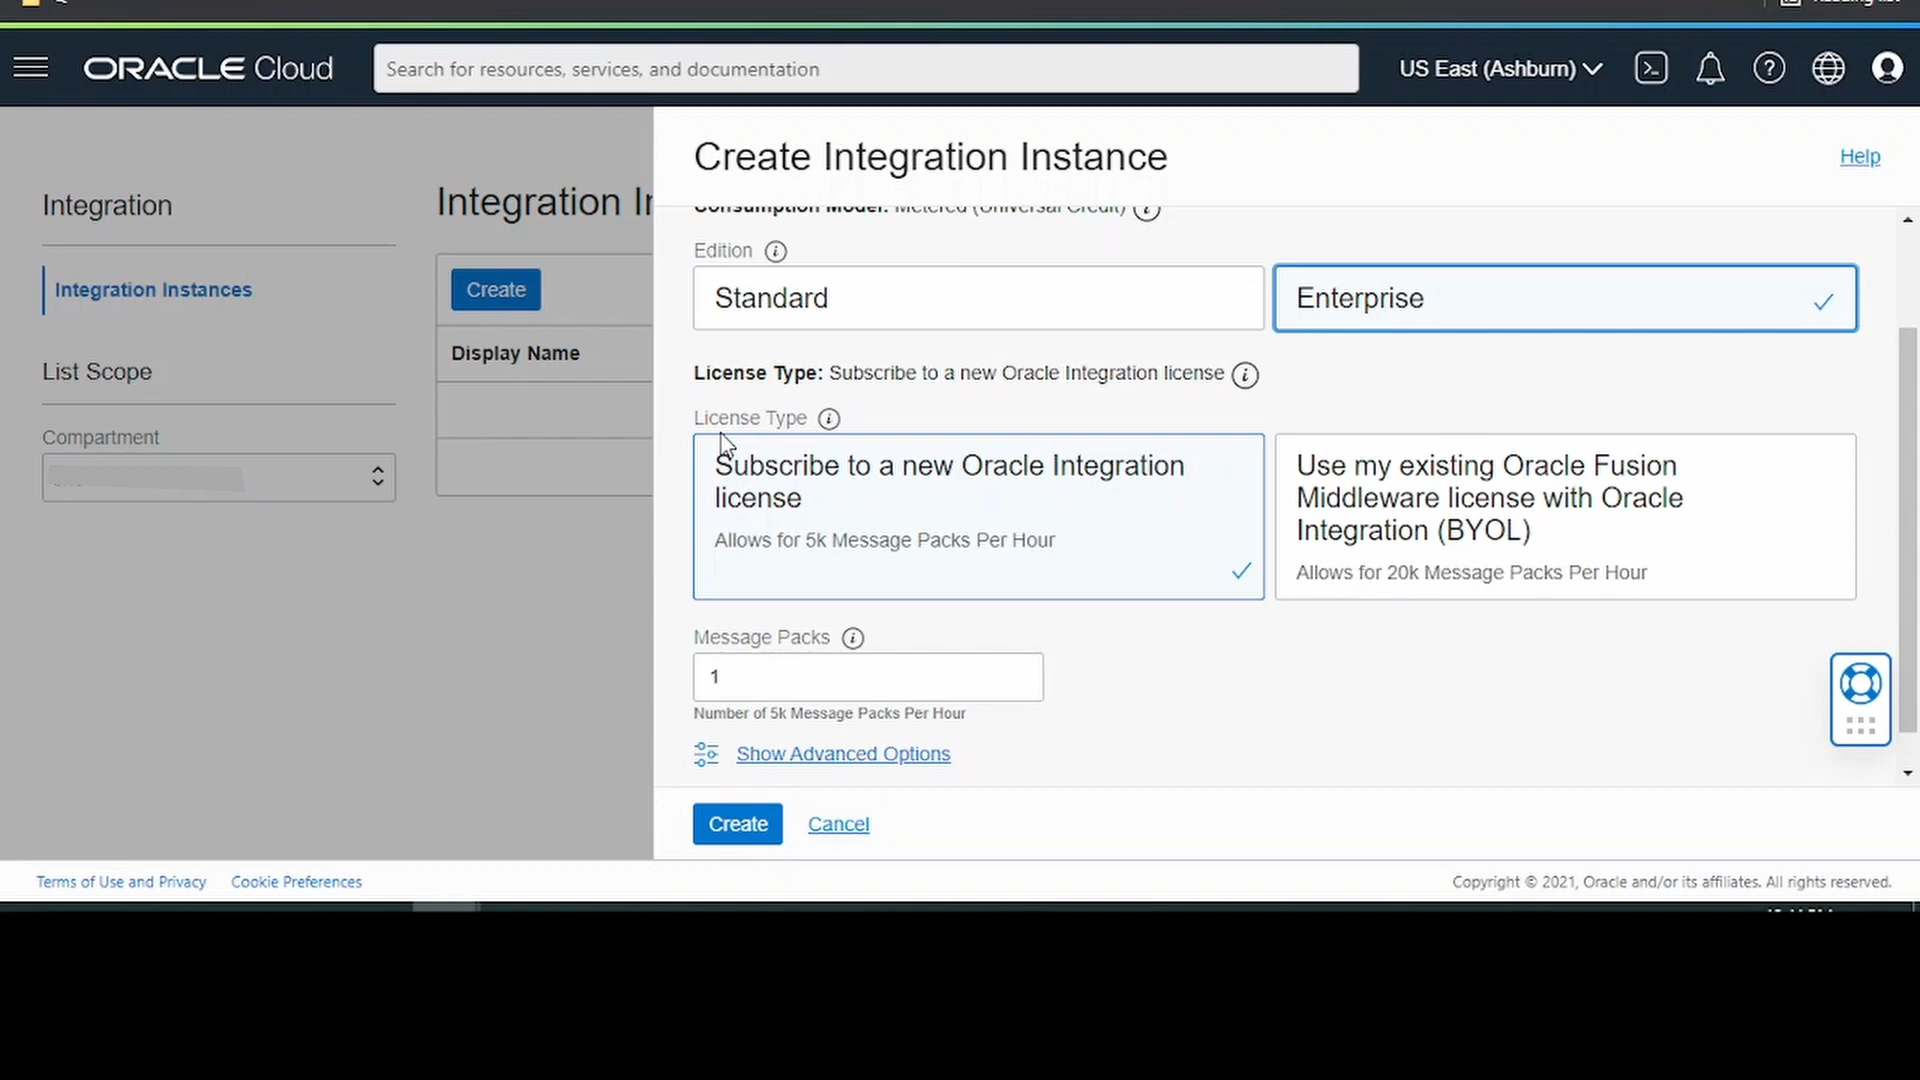 ORACLE Cloud
Search for resources, services, and documentation
US East (Ashburn)
Create Integration Instance
Help
Integration
Integration Instances
List Scope
Compartment
Integration
Create
Display Name
Consumption Model: Metered (Universal Credit)
Edition
Standard
Enterprise
License Type: Subscribe to a new Oracle Integration license
License Type
Subscribe to a new Oracle Integration
license
Allows for 5k Message Packs Per Hour
Use my existing Oracle Fusion
Middleware license with Oracle
Integration (BYOL)
Allows for 20k Message Packs Per Hour
Message Packs
1
Number of 5k Message Packs Per Hour
Show Advanced Options
Create
Cancel
Terms of Use and Privacy
Cookie Preferences
Copyright © 2021, Oracle and/or its affiliates. All rights reserved.